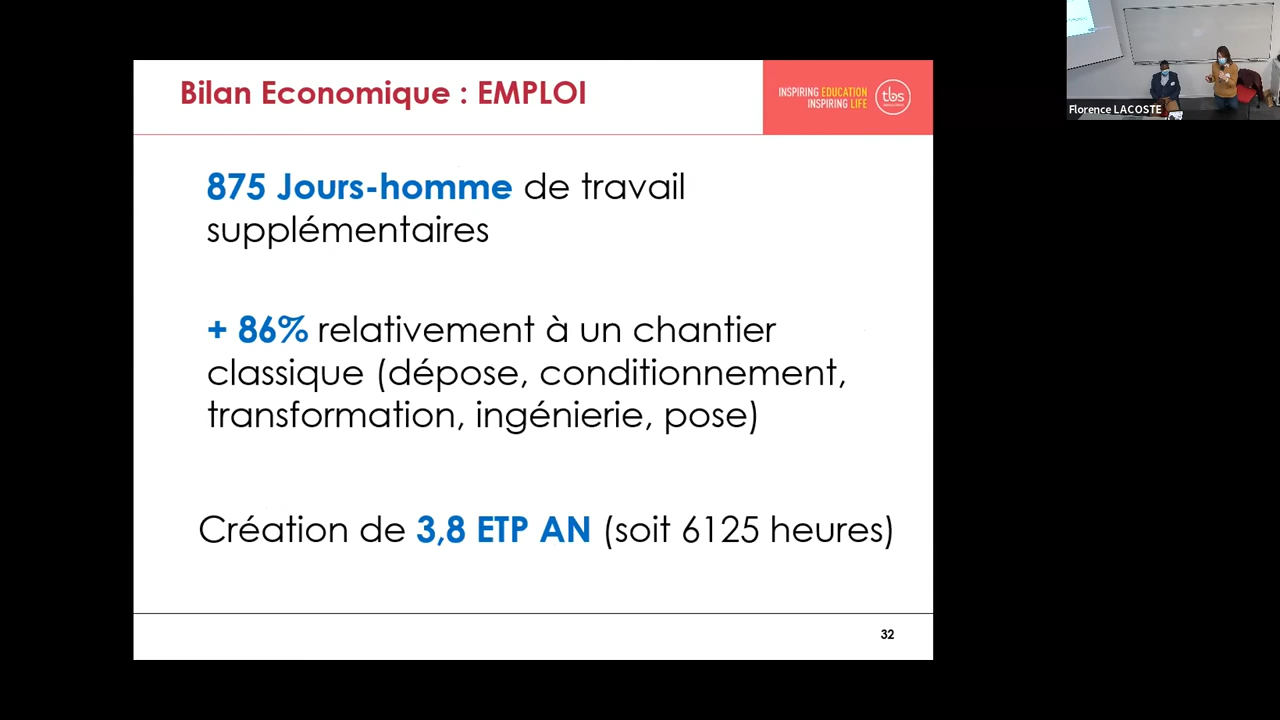 Bilan Economique : EMPLOI
INSPIRING EDUCATION
INSPIRING LIFE
tbs
875 Jours-homme de travail
supplémentaires
+ 86% relativement à un chantier
classique (dépose, conditionnement,
transformation, ingénierie, pose)
Création de 3,8 ETP AN (soit 6125 heures)
32
Florence LACOSTE